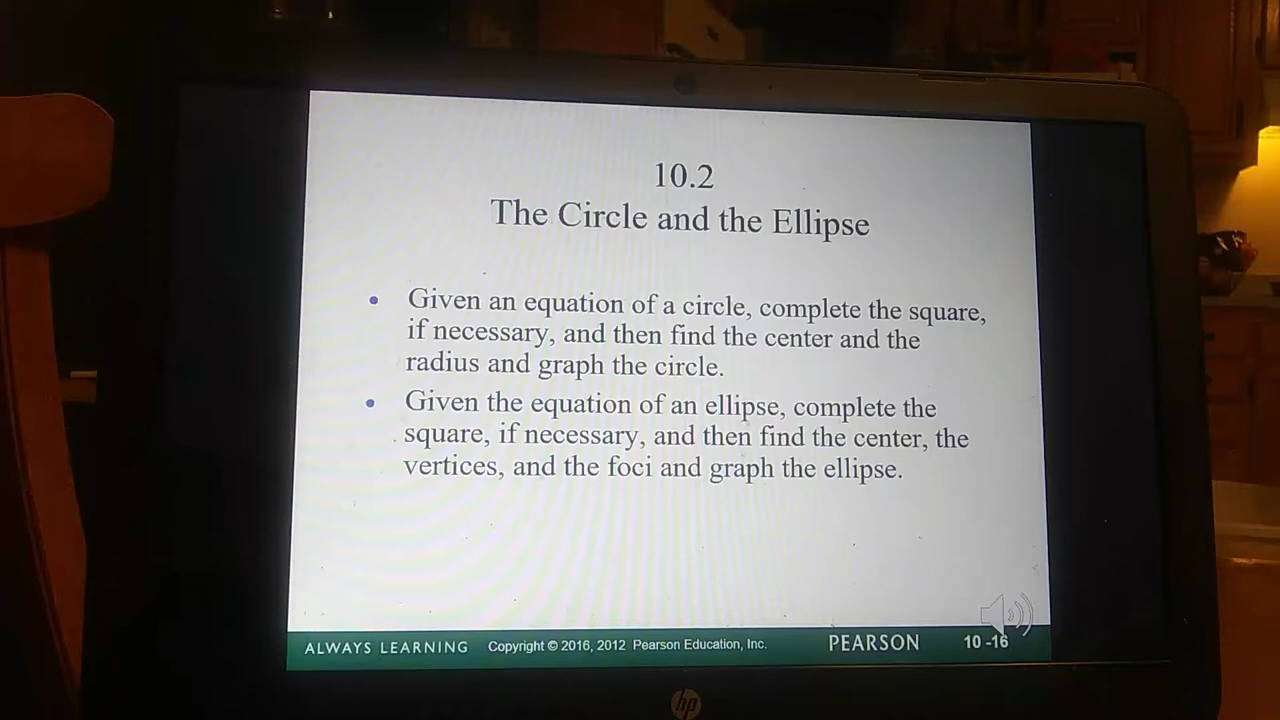 10.2
The Circle and the Ellipse
• Given an equation of a circle, complete the square,
if necessary, and then find the center and the
radius and graph the circle.
• Given the equation of an ellipse, complete the
square, if necessary, and then find the center, the
vertices, and the foci and graph the ellipse.
ALWAYS LEARNING Copyright © 2016, 2012 Pearson Education, Inc. PEARSON 10 -16
hp